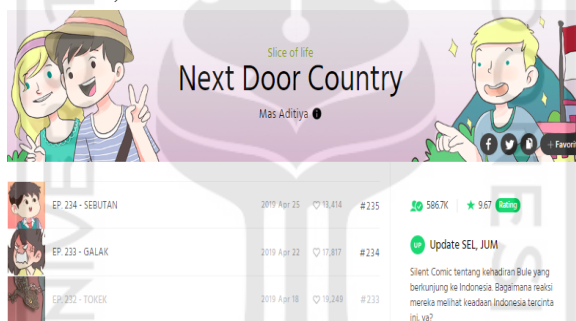 Slice of life
Next Door Country
Mas Aditiya
+ Favorit
EP. 234 - SEBUTAN 2019 Apr 25 13,414 #235
586.7K 9.67 Rating
UP Update SEL, JUM
EP. 233 - GALAK 2019 Apr 22 17,817 #234
Silent Comic tentang kehadiran Bule yang
berkunjung ke Indonesia. Bagaimana reaksi
mereka melihat keadaan Indonesia tercinta
ini, ya?
EP. 232 - TOKEK 2019 Apr 18 19,249 #233